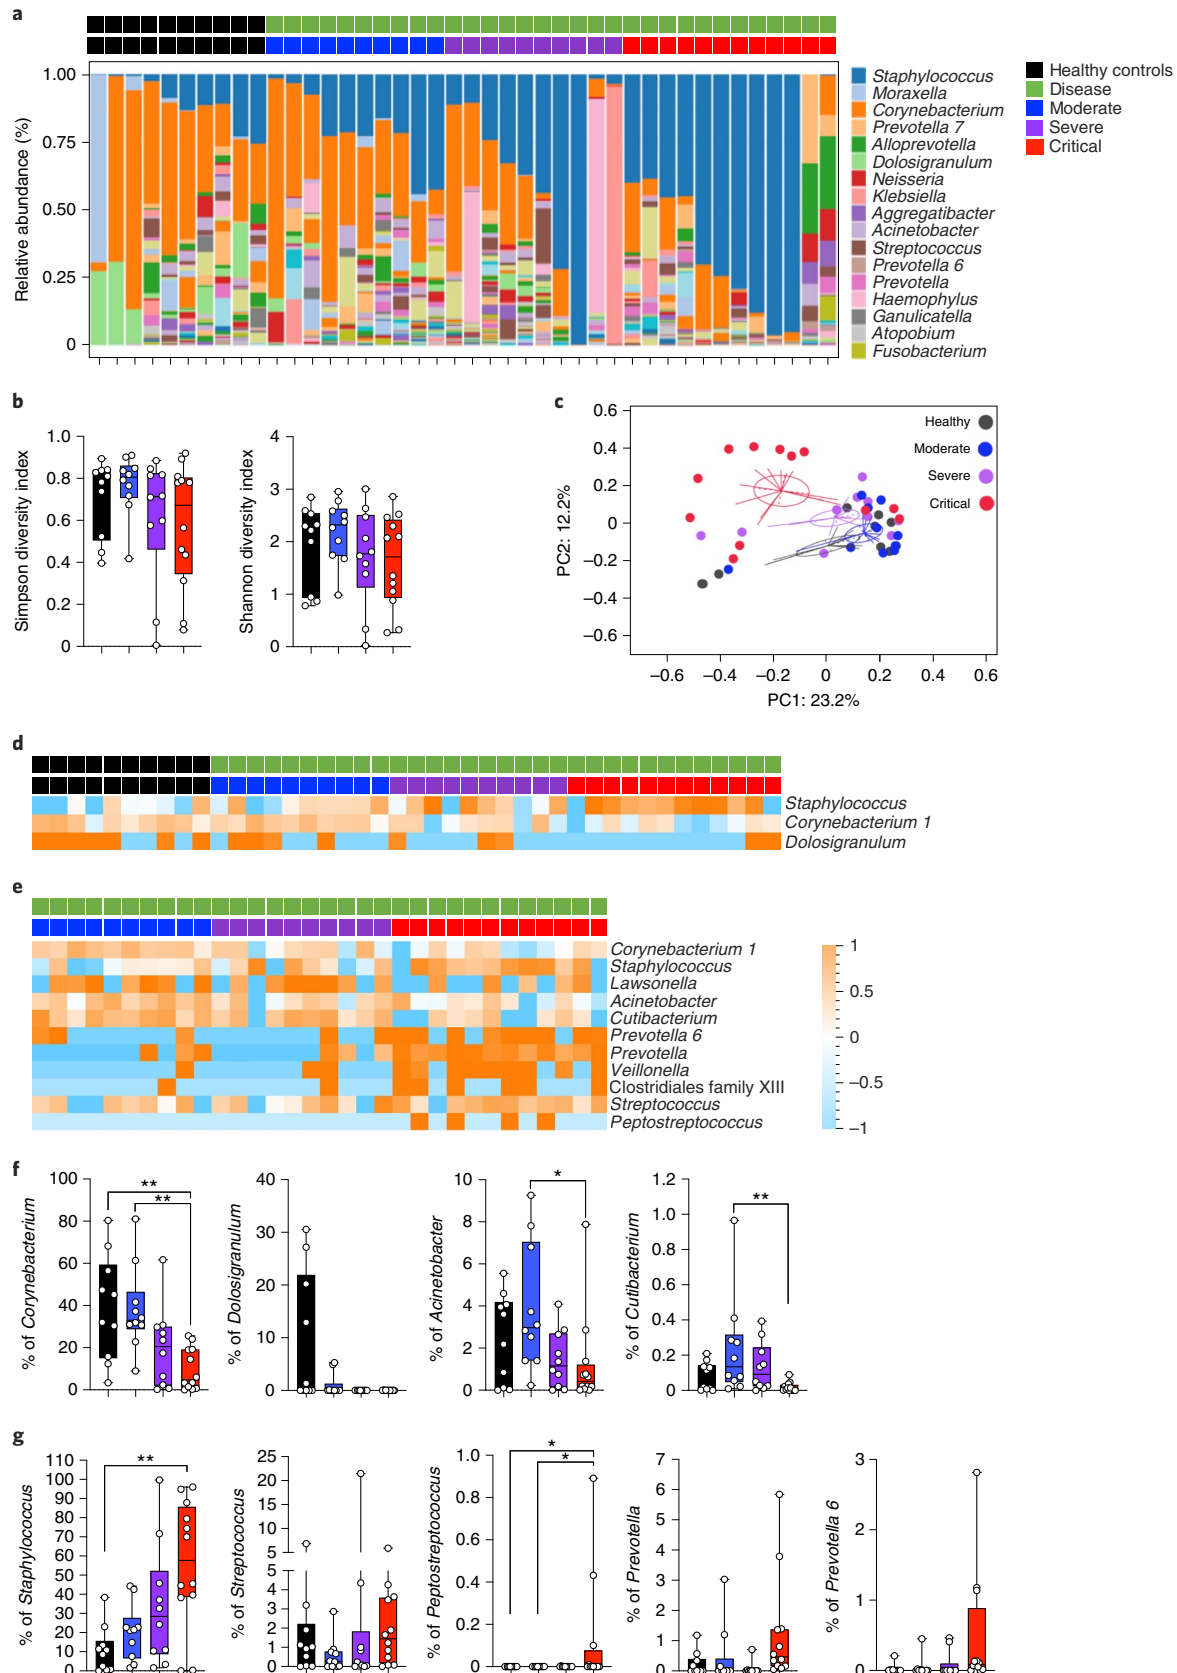 a
Relative abundance (%)
1.00
0.75
0.50
0.25
0
Staphylococcus
Moraxella
Corynebacterium
Prevotella 7
Alloprevotella
Dolosigranulum
Neisseria
Klebsiella
Aggregatibacter
Acinetobacter
Streptococcus
Prevotella 6
Prevotella
Haemophylus
Ganulicatella
Atopobium
Fusobacterium
Healthy controls
Disease
Moderate
Severe
Critical
b
Simpson diversity index
1.0
0.8
0.6
0.4
0.2
0
Shannon diversity index
4
3
2
1
0
c
PC2: 12.2%
0.6
0.4
0.2
0
−0.2
−0.4
−0.6
Healthy
Moderate
Severe
Critical
−0.6 −0.4 −0.2 0 0.2 0.4 0.6
PC1: 23.2%
d
Staphylococcus
Corynebacterium 1
Dolosigranulum
e
Corynebacterium 1
Staphylococcus
Lawsonella
Acinetobacter
Cutibacterium
Prevotella 6
Prevotella
Veillonella
Clostridiales family XIII
Streptococcus
Peptostreptococcus
1
0.5
0
−0.5
−1
f
% of Corynebacterium
100
80
60
40
20
0
**
**
% of Dolosigranulum
40
30
20
10
0
% of Acinetobacter
10
8
6
4
2
0
*
% of Cutibacterium
1.2
1.0
0.8
0.6
0.4
0.2
0
**
g
% of Staphylococcus
110
100
90
80
70
60
50
40
30
20
10
0
**
% of Streptococcus
25
20
15
10
5
5
4
3
2
1
0
% of Peptostreptococcus
1.0
0.8
0.6
0.4
0.2
0
*
*
% of Prevotella
7
6
5
4
3
2
1
0
% of Prevotella 6
3
2
1
0